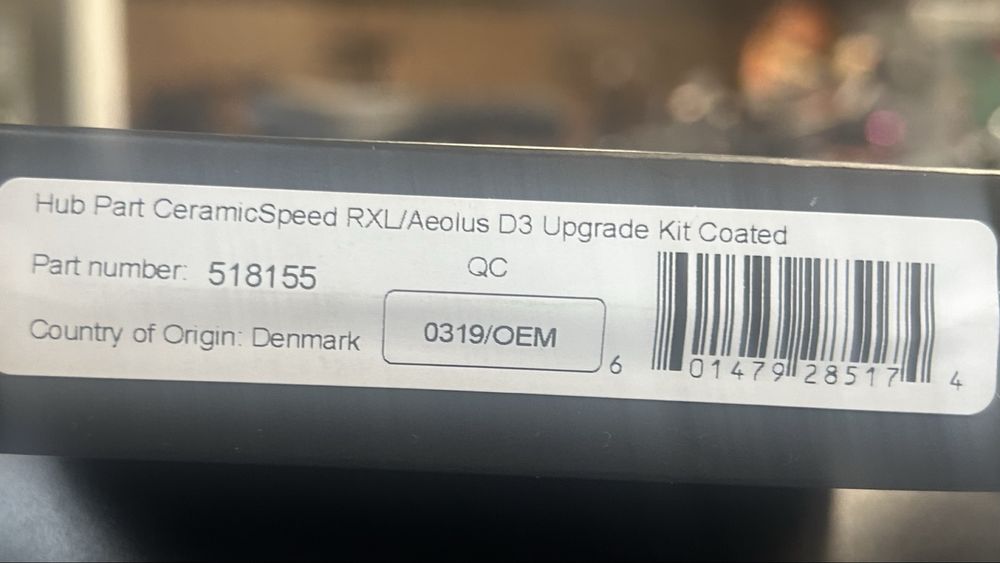 Hub Part CeramicSpeed RXL/Aeolus D3 Upgrade Kit Coated
Part number: 518155
QC
Country of Origin: Denmark
0319/OEM
6 01479 28517 4